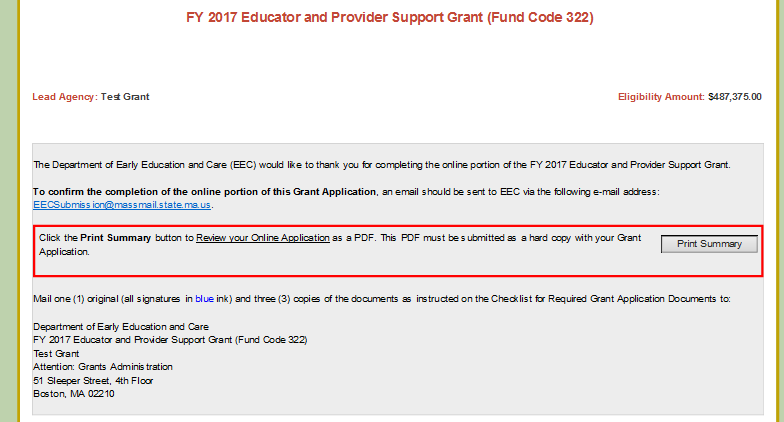 FY 2017 Educator and Provider Support Grant (Fund Code 322)
Lead Agency: Test Grant
Eligibility Amount: $487,375.00
The Department of Early Education and Care (EEC) would like to thank you for completing the online portion of the FY 2017 Educator and Provider Support Grant.
To confirm the completion of the online portion of this Grant Application, an email should be sent to EEC via the following e-mail address:
EECSubmission@massmail.state.ma.us.
Click the Print Summary button to Review your Online Application as a PDF. This PDF must be submitted as a hard copy with your Grant
Application.
Print Summary
Mail one (1) original (all signatures in blue ink) and three (3) copies of the documents as instructed on the Checklist for Required Grant Application Documents to:
Department of Early Education and Care
FY 2017 Educator and Provider Support Grant (Fund Code 322)
Test Grant
Attention: Grants Administration
51 Sleeper Street, 4th Floor
Boston, MA 02210